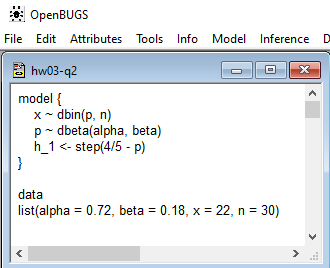 OpenBUGS
File Edit Attributes Tools Info Model Inference D
hw03-q2
model {
x ~ dbin(p, n)
p ~ dbeta(alpha, beta)
h_1 <- step(4/5 - p)
}
data
list(alpha = 0.72, beta = 0.18, x = 22, n = 30)